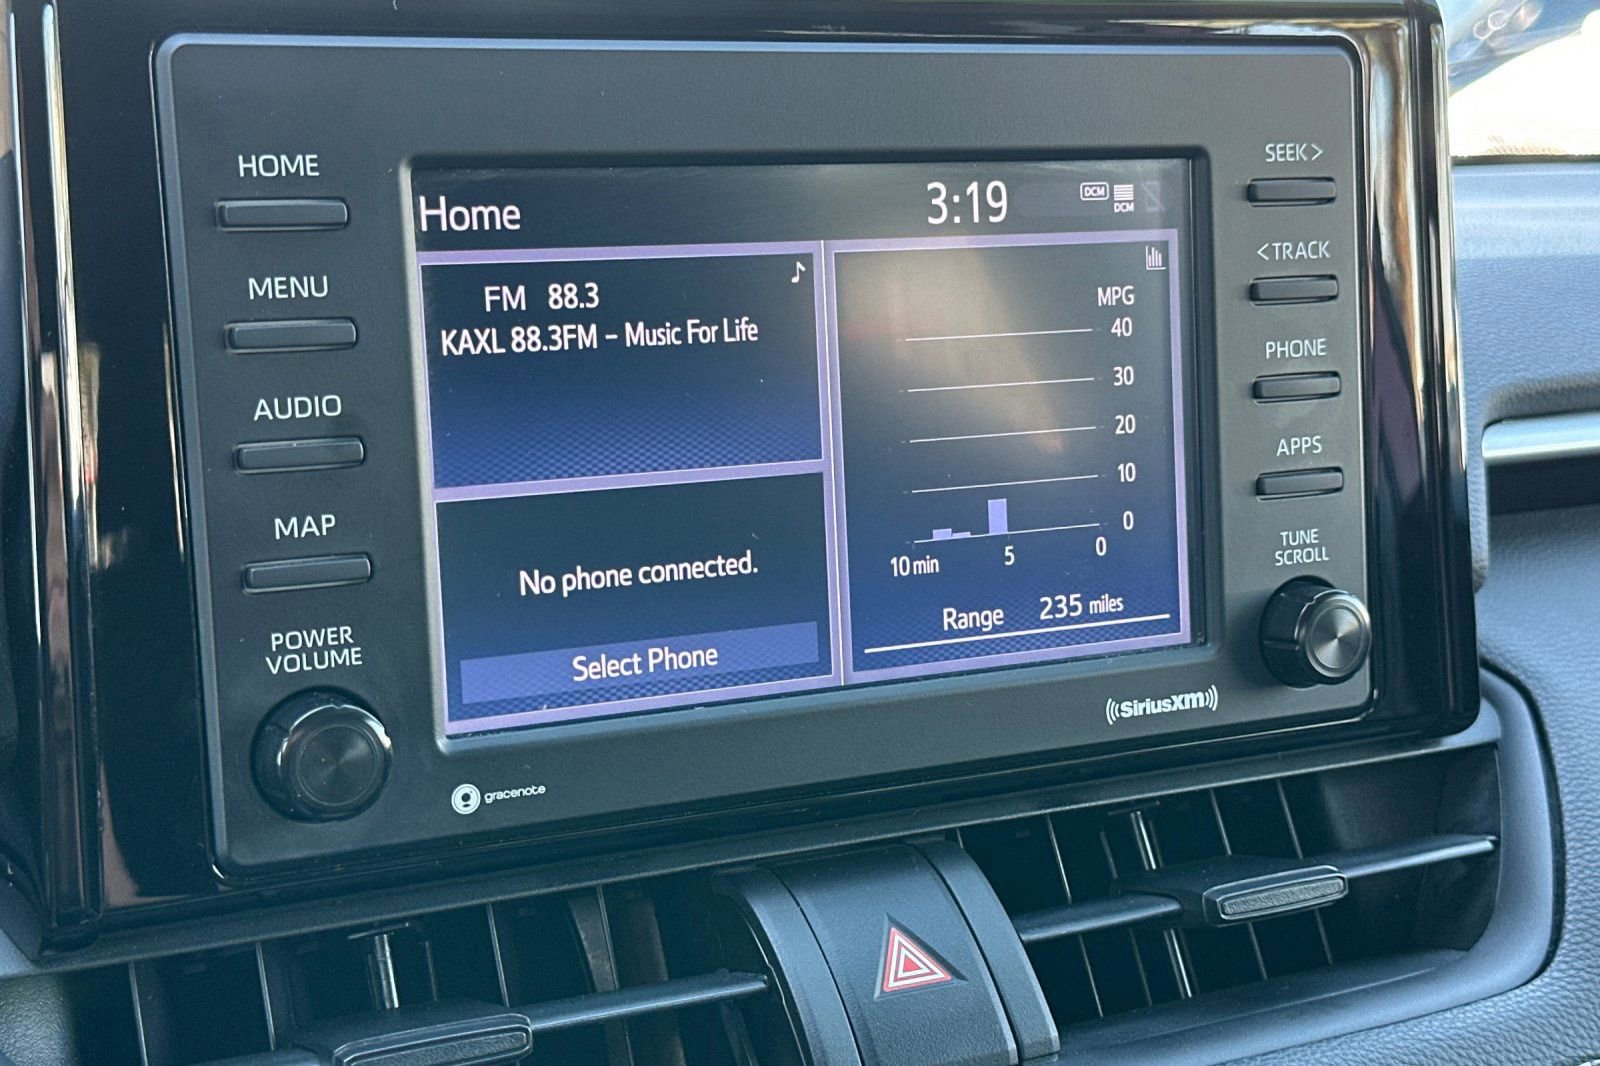 HOME
MENU
AUDIO
MAP
POWER
VOLUME
Home
3:19
DCM
DCM
FM 88.3
KAXL 88.3FM – Music For Life
No phone connected.
Select Phone
MPG
40
30
20
10
0
10 min 5 0
Range 235 miles
SEEK >
< TRACK
PHONE
APPS
TUNE
SCROLL
gracenote
((SiriusXM))